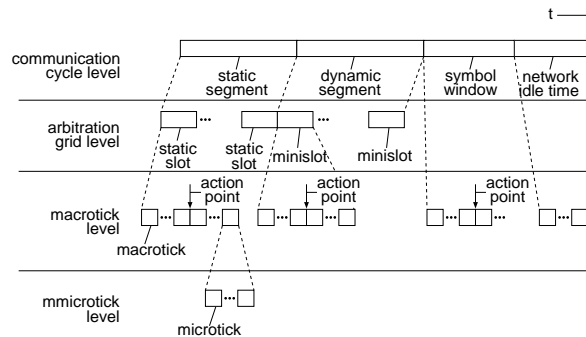 t
communication
cycle level
static
segment
dynamic
segment
symbol
window
network
idle time
arbitration
grid level
static
slot
static
slot
minislot
minislot
macrotick
level
action
point
action
point
action
point
macrotick
mmicrotick
level
microtick